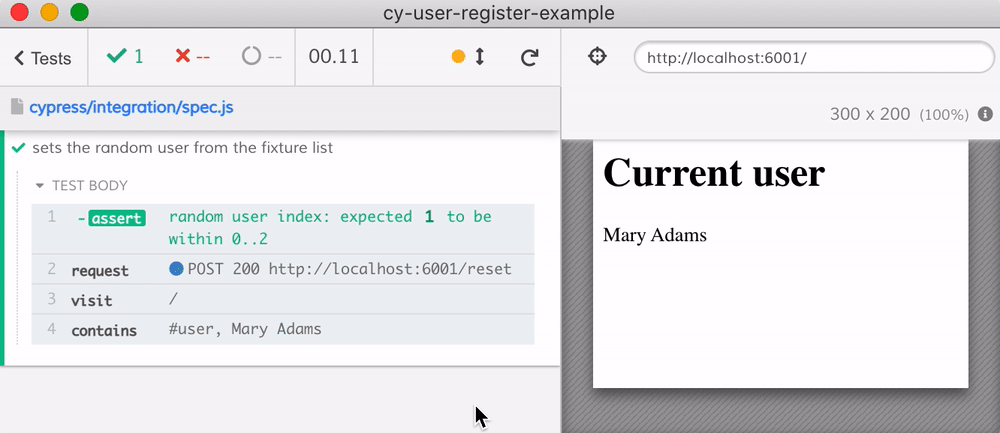 cy-user-register-example
Tests 1 -- -- 00.11
http://localhost:6001/
cypress/integration/spec.js
300 x 200 (100%)
sets the random user from the fixture list
TEST BODY
1 -assert random user index: expected 1 to be
within 0..2
2 request POST 200 http://localhost:6001/reset
3 visit /
4 contains #user, Mary Adams
Current user
Mary Adams